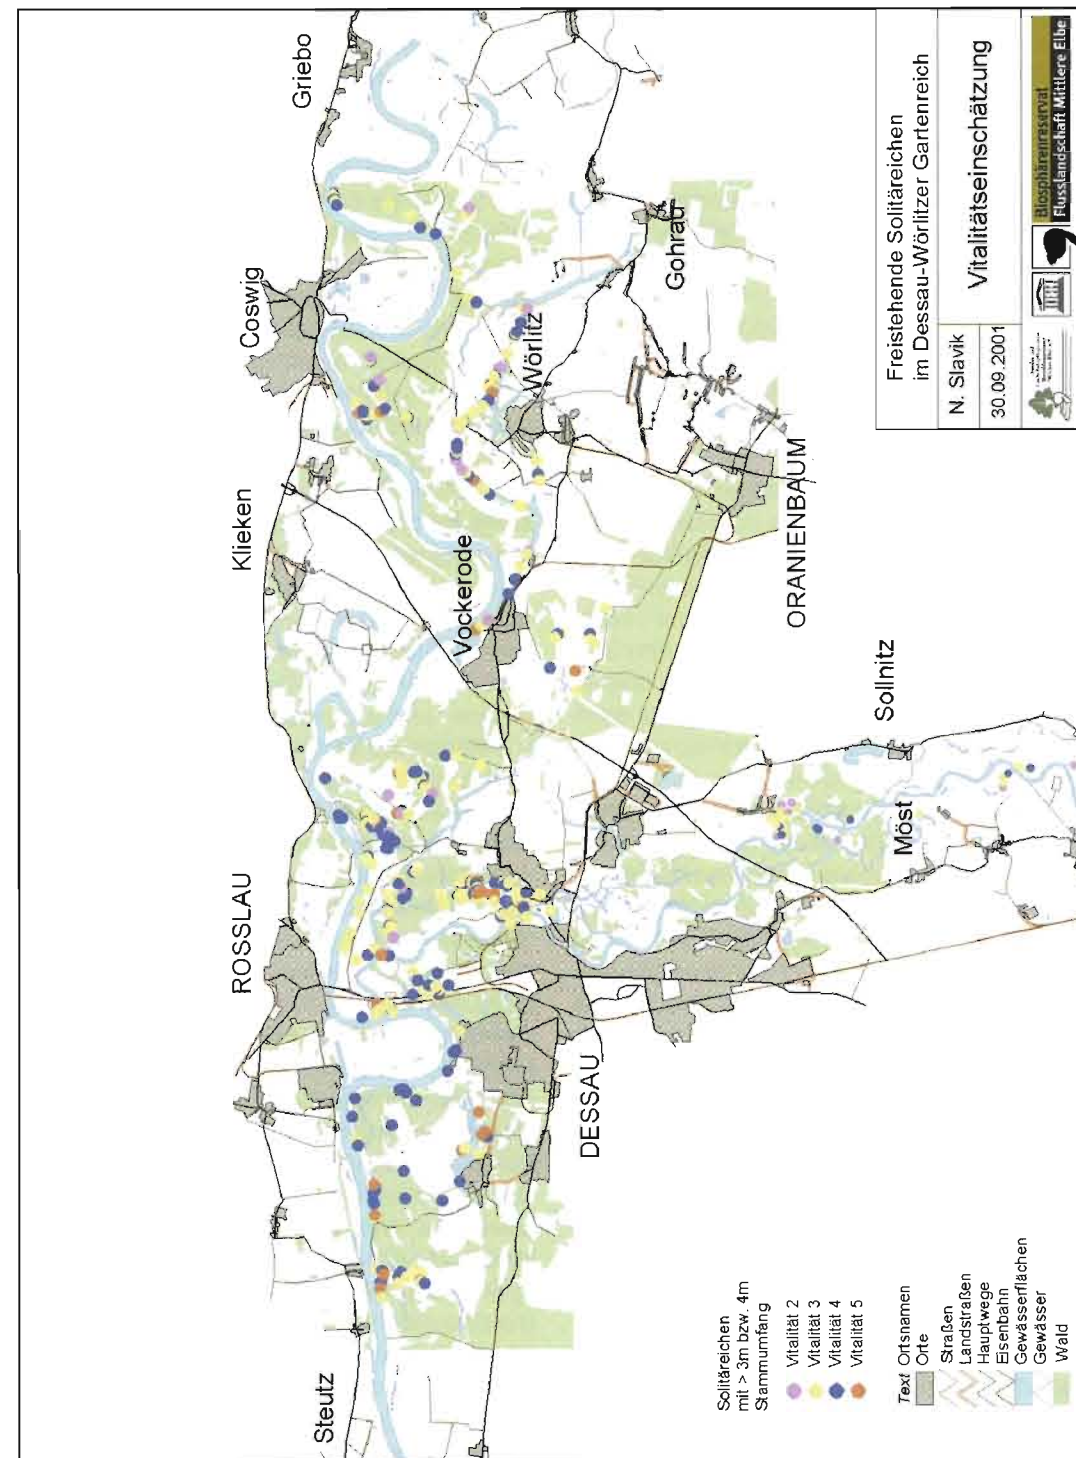 Griebo
Coswig
Klieken
ROSSLAU
Steutz
Gohrau
Wörlitz
Vockerode
ORANIENBAUM
Sollnitz
Möst
DESSAU
Solitäreichen
mit > 3m bzw. 4m
Stammumfang
Vitalität 2
Vitalität 3
Vitalität 4
Vitalität 5
Text Ortsnamen
Orte
Straßen
Landstraßen
Hauptwege
Eisenbahn
Gewässerflächen
Gewässer
Wald
Freistehende Solitäreichen
im Dessau-Wörlitzer Gartenreich
N. Slavik
30.09.2001
Vitalitätseinschätzung
Biosphärenreservat
Flusslandschaft Mittlere Elbe